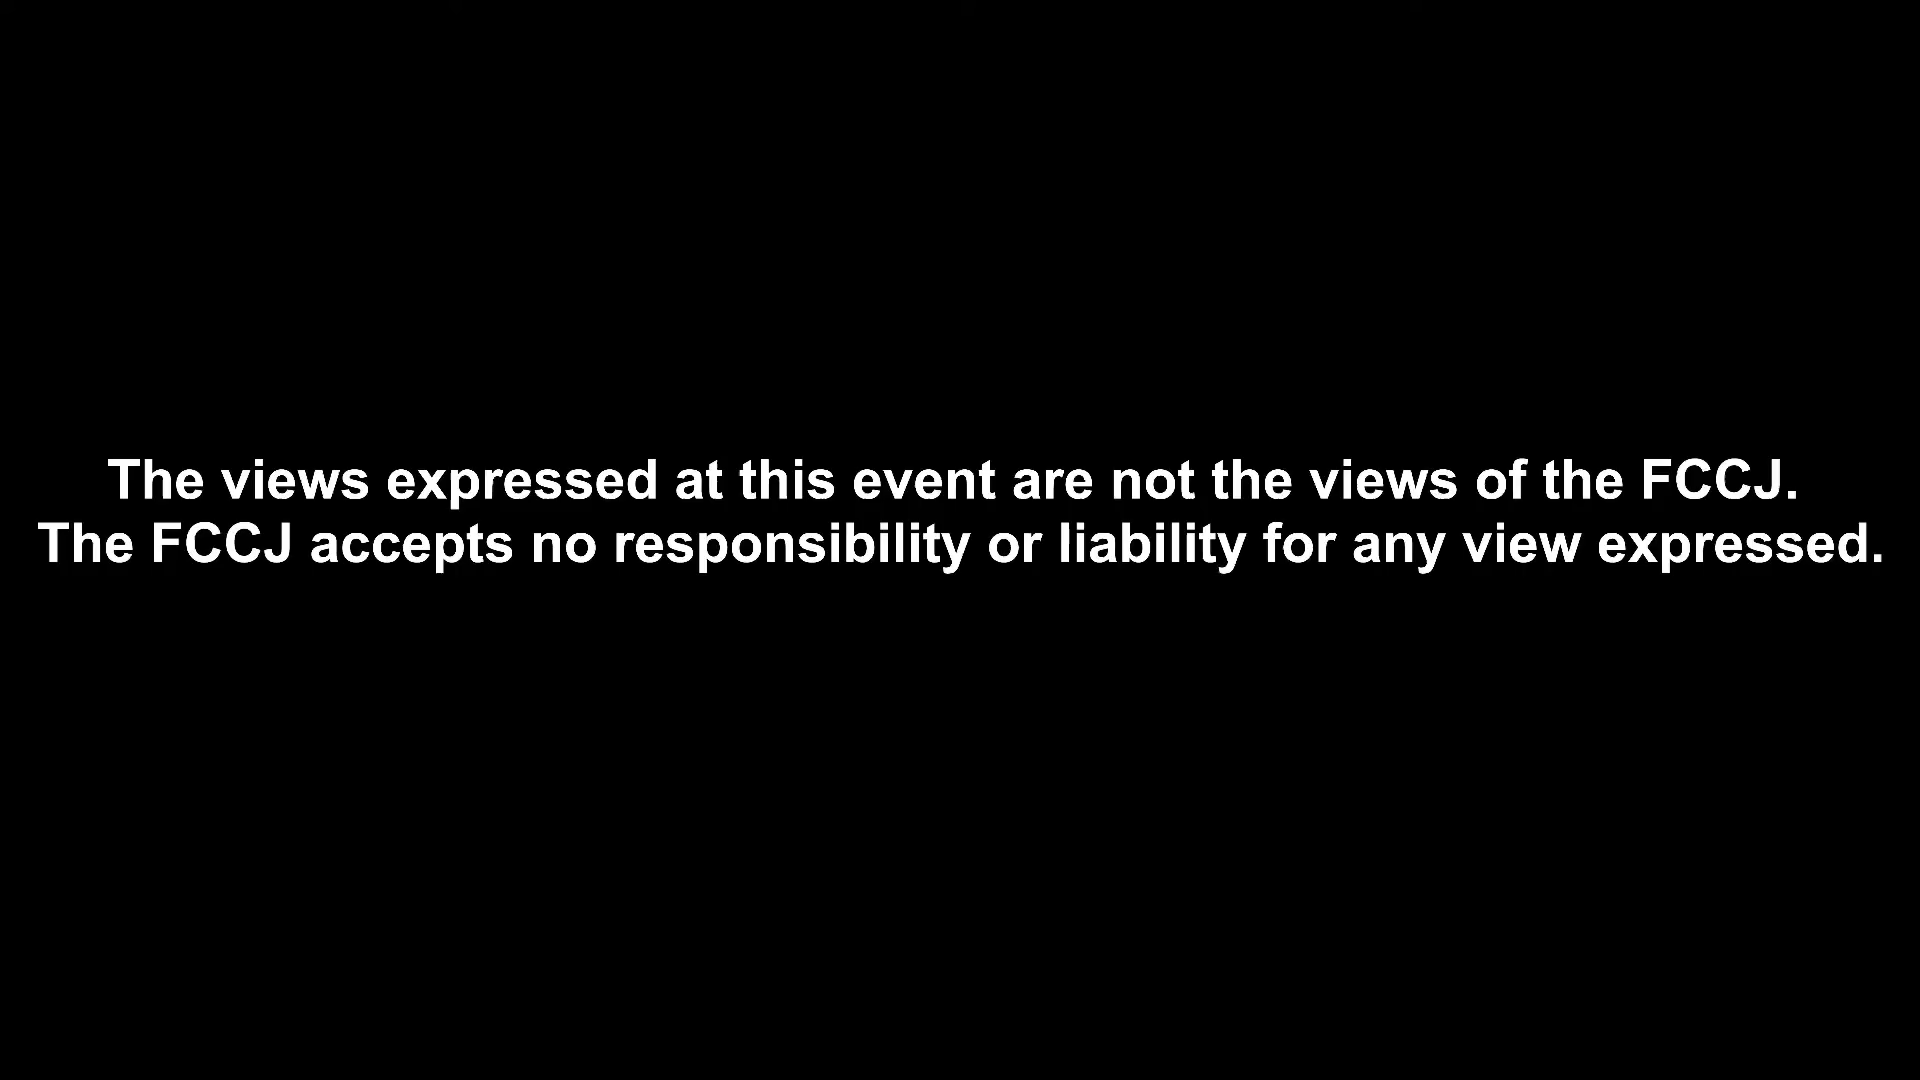 The views expressed at this event are not the views of the FCCJ.
The FCCJ accepts no responsibility or liability for any view expressed.